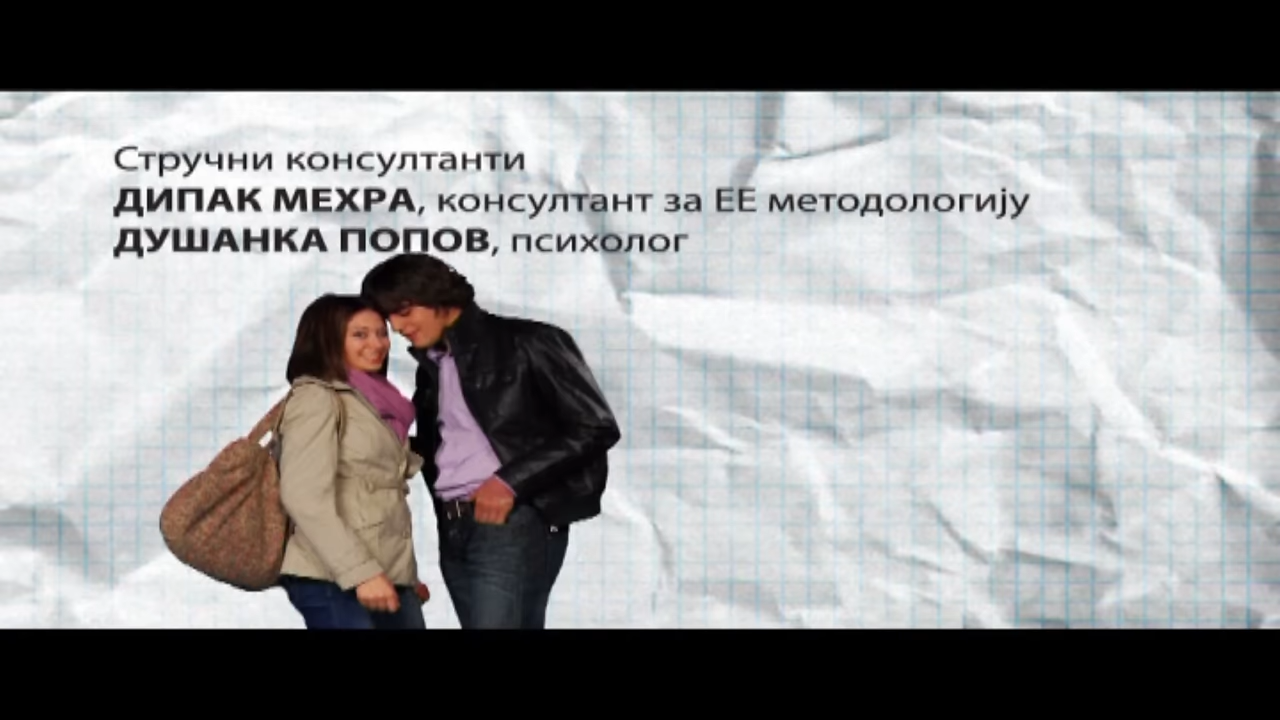 Стручни консултанти
ДИПАК МЕХРА, консултант за ЕЕ методологију
ДУШАНКА ПОПОВ, психолог